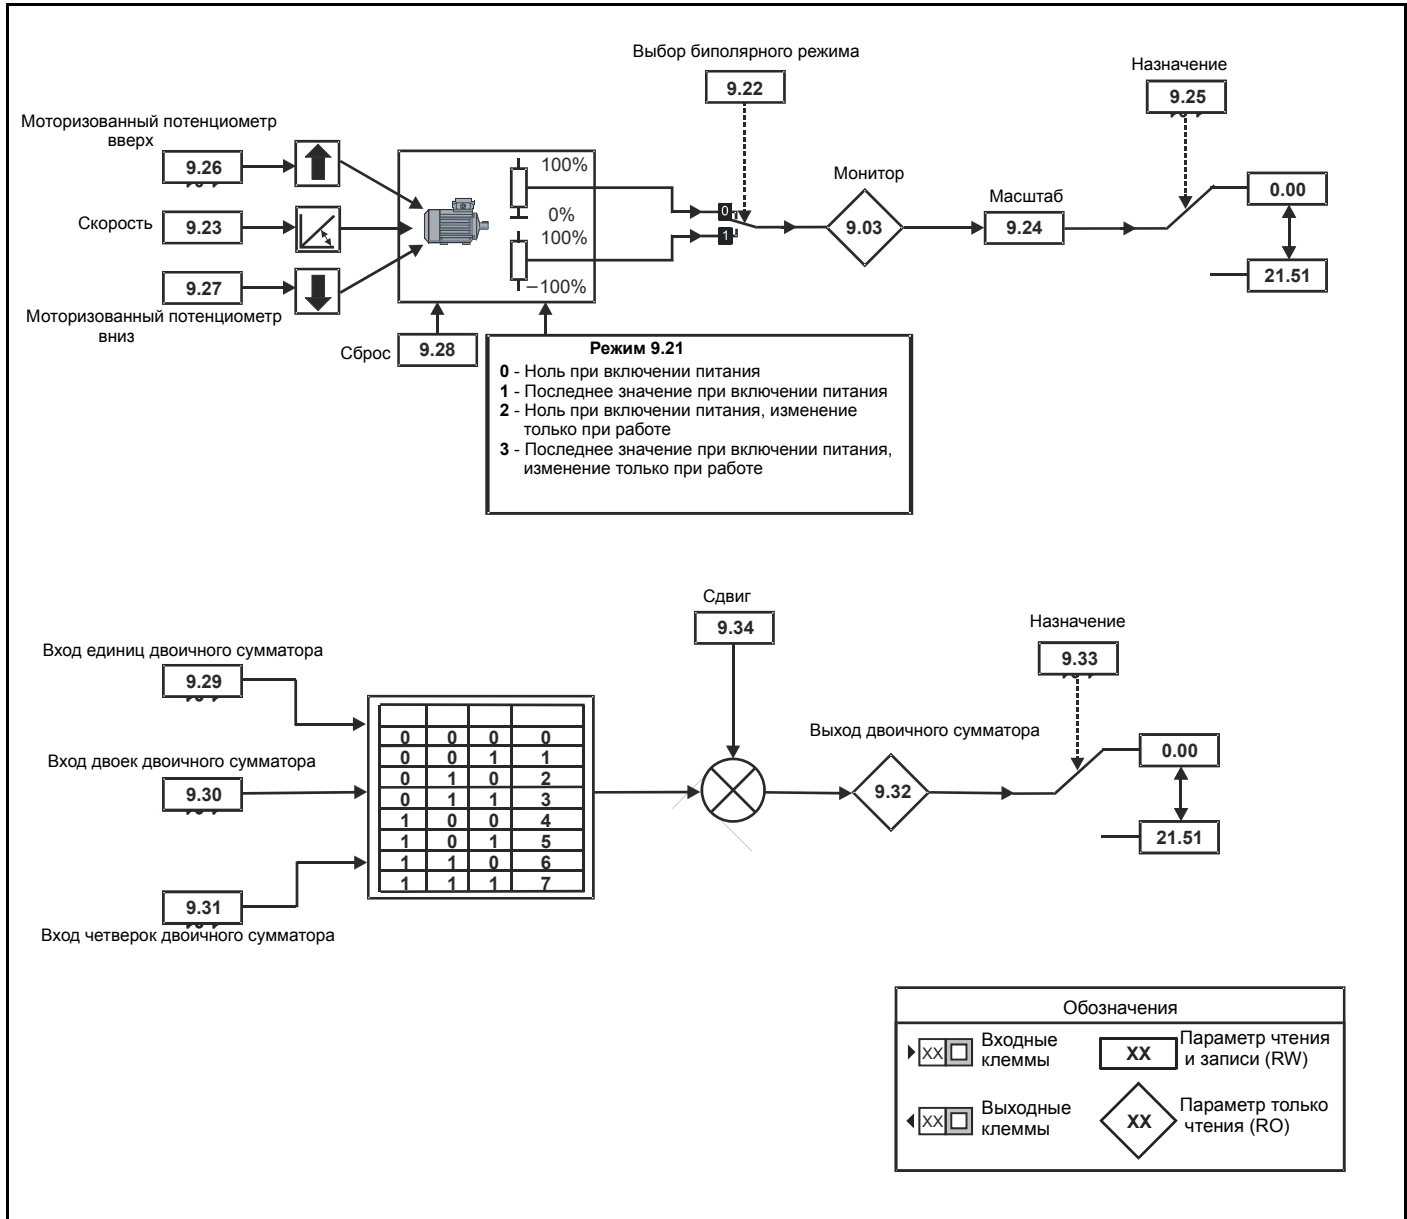 Выбор биполярного режима
9.22
Назначение
9.25
Моторизованный потенциометр
вверх
9.26
Скорость
9.23
9.27
Моторизованный потенциометр
вниз
100%
0%
100%
–100%
0
1
Монитор
9.03
Масштаб
9.24
0.00
21.51
Сброс
9.28
Режим 9.21
0 - Ноль при включении питания
1 - Последнее значение при включении питания
2 - Ноль при включении питания, изменение
только при работе
3 - Последнее значение при включении питания,
изменение только при работе
Сдвиг
9.34
Назначение
9.33
Вход единиц двоичного сумматора
9.29
Вход двоек двоичного сумматора
9.30
9.31
Вход четверок двоичного сумматора
0 0 0 0
0 0 1 1
0 1 0 2
0 1 1 3
1 0 0 4
1 0 1 5
1 1 0 6
1 1 1 7
Выход двоичного сумматора
9.32
0.00
21.51
Обозначения
XX
Входные
клеммы
XX
Параметр чтения
и записи (RW)
XX
Выходные
клеммы
XX
Параметр только
чтения (RO)